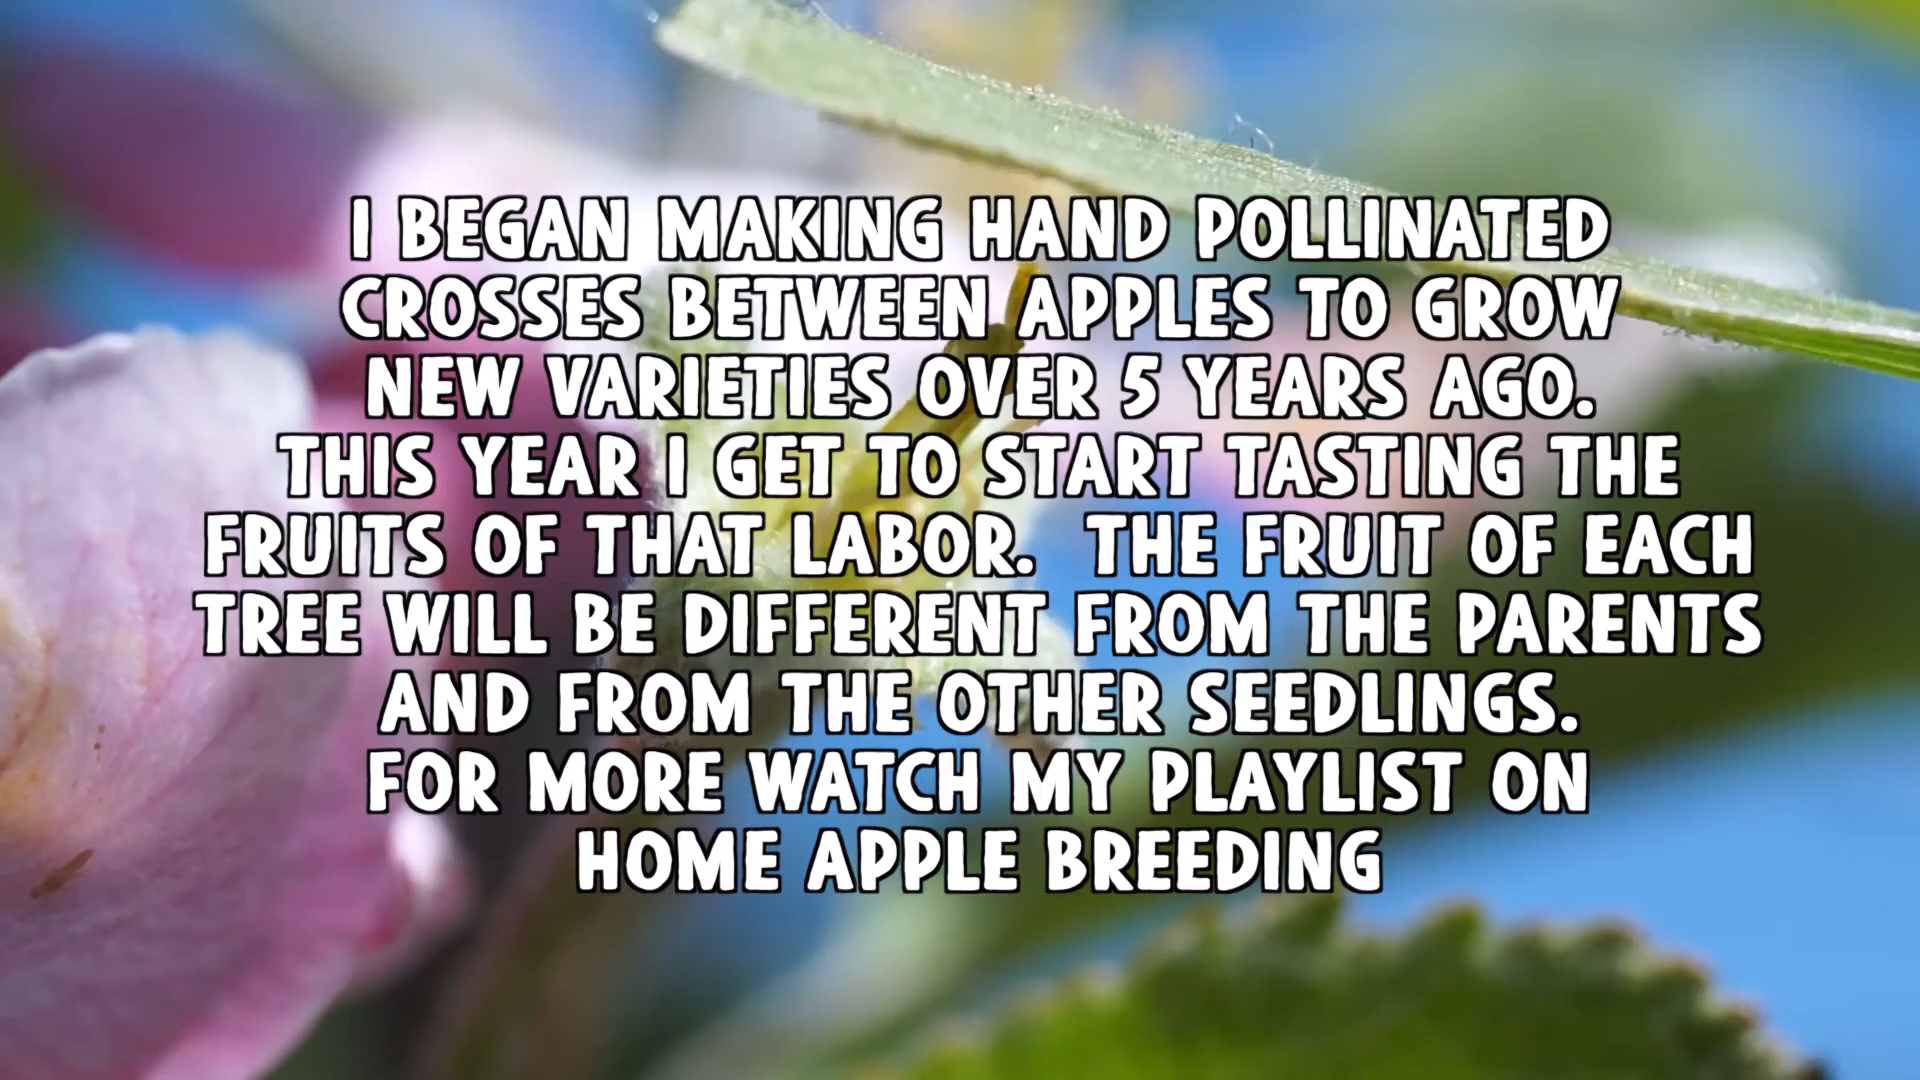 I BEGAN MAKING HAND POLLINATED
CROSSES BETWEEN APPLES TO GROW
NEW VARIETIES OVER 5 YEARS AGO.
THIS YEAR I GET TO START TASTING THE
FRUITS OF THAT LABOR.  THE FRUIT OF EACH
TREE WILL BE DIFFERENT FROM THE PARENTS
AND FROM THE OTHER SEEDLINGS.
FOR MORE WATCH MY PLAYLIST ON
HOME APPLE BREEDING